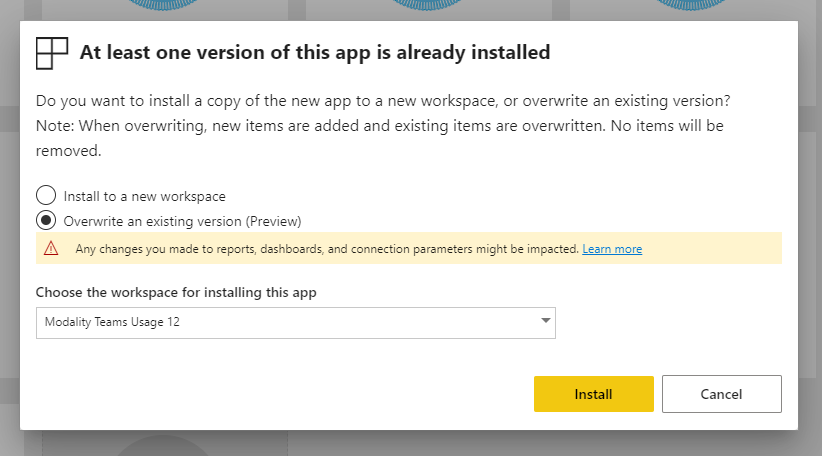 At least one version of this app is already installed
Do you want to install a copy of the new app to a new workspace, or overwrite an existing version?
Note: When overwriting, new items are added and existing items are overwritten. No items will be
removed.
Install to a new workspace
Overwrite an existing version (Preview)
Any changes you made to reports, dashboards, and connection parameters might be impacted. Learn more
Choose the workspace for installing this app
Modality Teams Usage 12
Install
Cancel